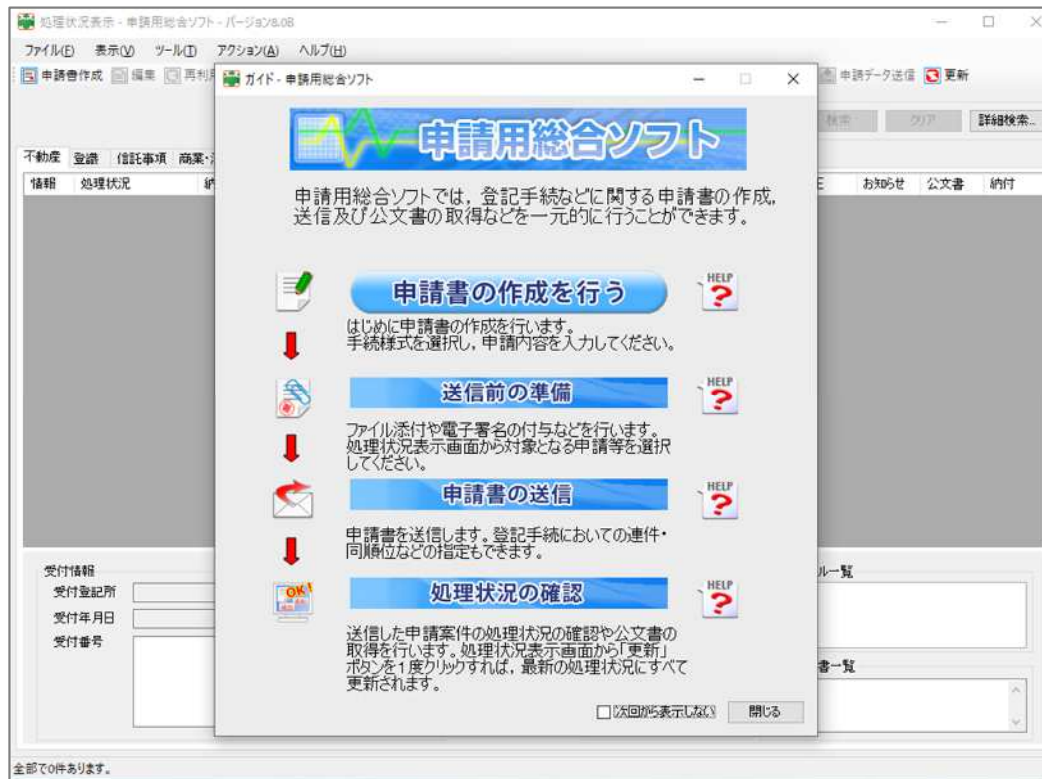 処理状況表示 - 申請用総合ソフト - バージョン8.0B
ファイル(F) 表示(V) ツール(T) アクション(A) ヘルプ(H)
申請書作成 編集 再利用
申請データ送信 更新
検索 クリア 詳細検索...
不動産 登識 信託事項 商業・
情報 処理状況
お知らせ 公文書 納付
ガイド - 申請用総合ソフト
申請用総合ソフト
申請用総合ソフトでは，登記手続などに関する申請書の作成，
送信及び公文書の取得などを一元的に行うことができます。
申請書の作成を行う
HELP
?
はじめに申請書の作成を行います。
手続様式を選択し，申請内容を入力してください。
送信前の準備
HELP
?
ファイル添付や電子署名の付与などを行います。
処理状況表示画面から対象となる申請等を選択
してください。
申請書の送信
HELP
?
申請書を送信します。登記手続においての連件・
同順位などの指定もできます。
OK!
処理状況の確認
HELP
?
送信した申請案件の処理状況の確認や公文書の
取得を行います。処理状況表示画面から「更新」
ボタンを1度クリックすれば，最新の処理状況にすべて
更新されます。
次回から表示しない 閉じる
受付情報
受付登記所
受付年月日
受付番号
ル一覧
書一覧
全部で0件あります。